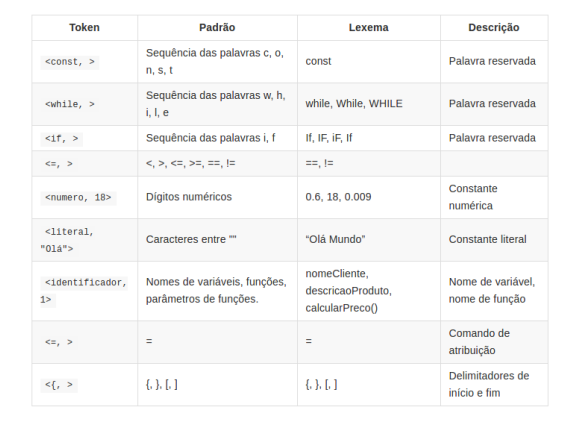 Token Padrão Lexema Descrição
<const, > Sequência das palavras c, o, n, s, t const Palavra reservada
<while, > Sequência das palavras w, h, i, l, e while, While, WHILE Palavra reservada
<if, > Sequência das palavras i, f If, IF, iF, If Palavra reservada
<=, > <, >, <=, >=, ==, != ==, !=
<numero, 18> Dígitos numéricos 0.6, 18, 0.009 Constante numérica
<literal, "Olá"> Caracteres entre "" “Olá Mundo” Constante literal
<identificador, 1> Nomes de variáveis, funções, parâmetros de funções. nomeCliente, descricaoProduto, calcularPreco() Nome de variável, nome de função
<=, > = = Comando de atribuição
<{, > {, }, [, ] {, }, [, ] Delimitadores de início e fim